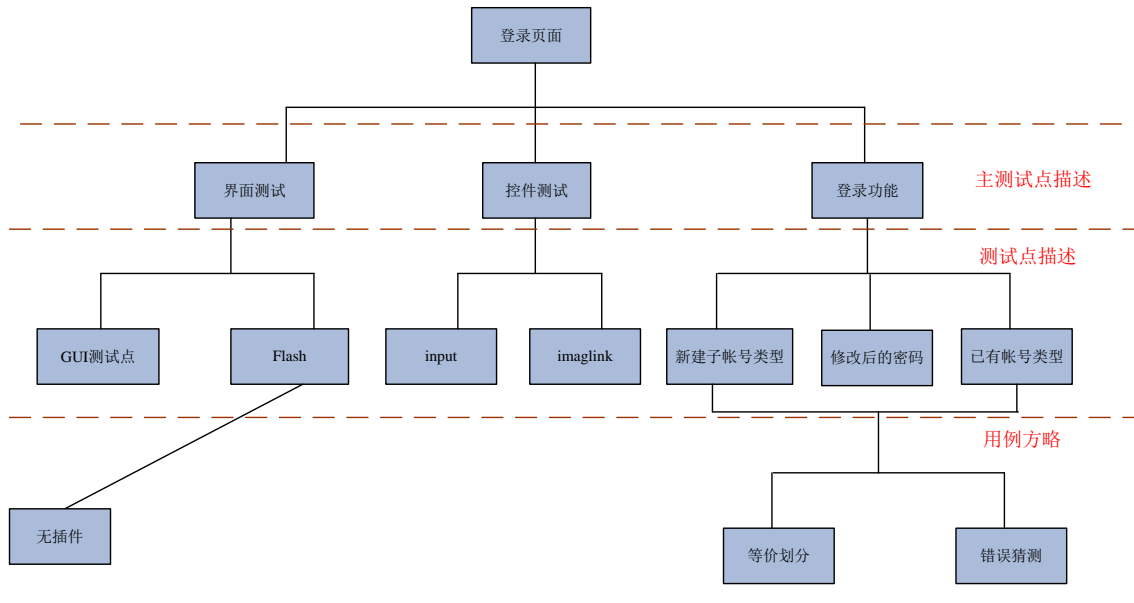 登录页面
界面测试
控件测试
登录功能
主测试点描述
测试点描述
GUI测试点
Flash
input
imaglink
新建子帐号类型
修改后的密码
已有帐号类型
用例方略
无插件
等价划分
错误猜测